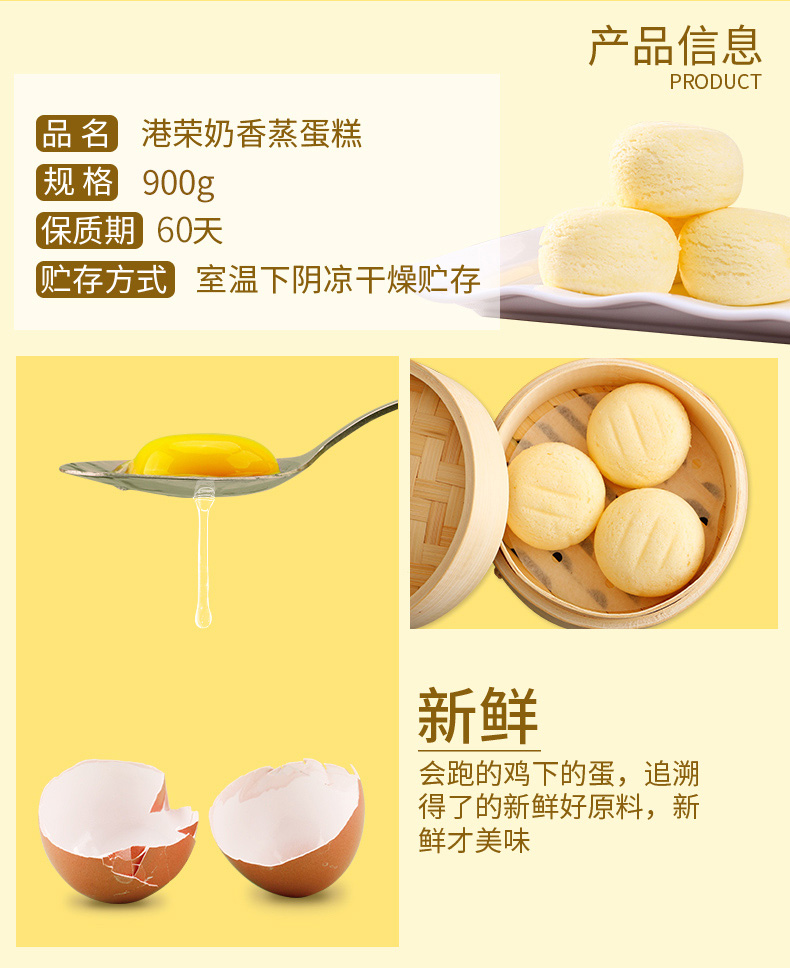 产品信息
PRODUCT
品名 港荣奶香蒸蛋糕
规格 900g
保质期 60天
贮存方式 室温下阴凉干燥贮存
新鲜
会跑的鸡下的蛋，追溯
得了的新鲜好原料，新
鲜才美味